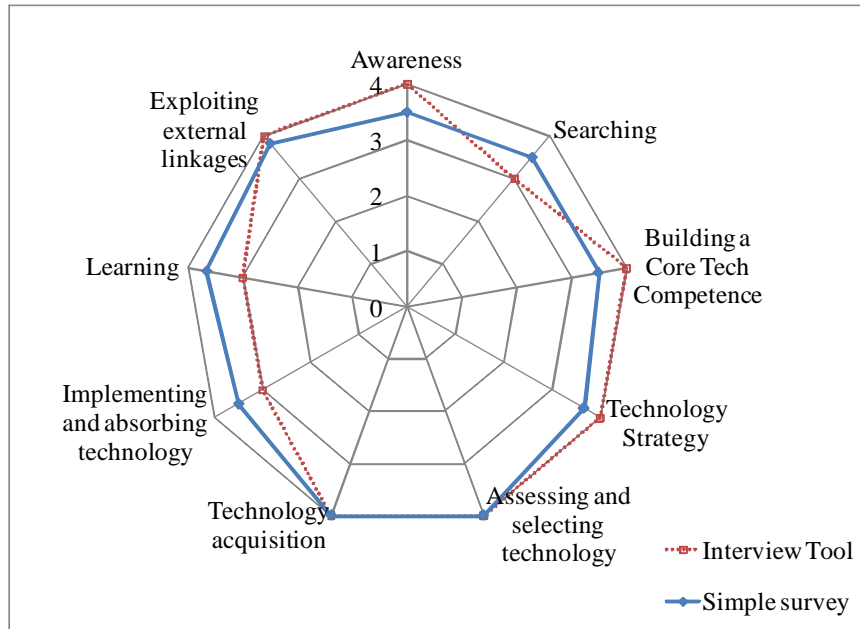 Awareness
4
3
2
1
0
Searching
Building a
Core Tech
Competence
Technology
Strategy
Assessing and
selecting
technology
Technology
acquisition
Implementing
and absorbing
technology
Learning
Exploiting
external
linkages
Interview Tool
Simple survey